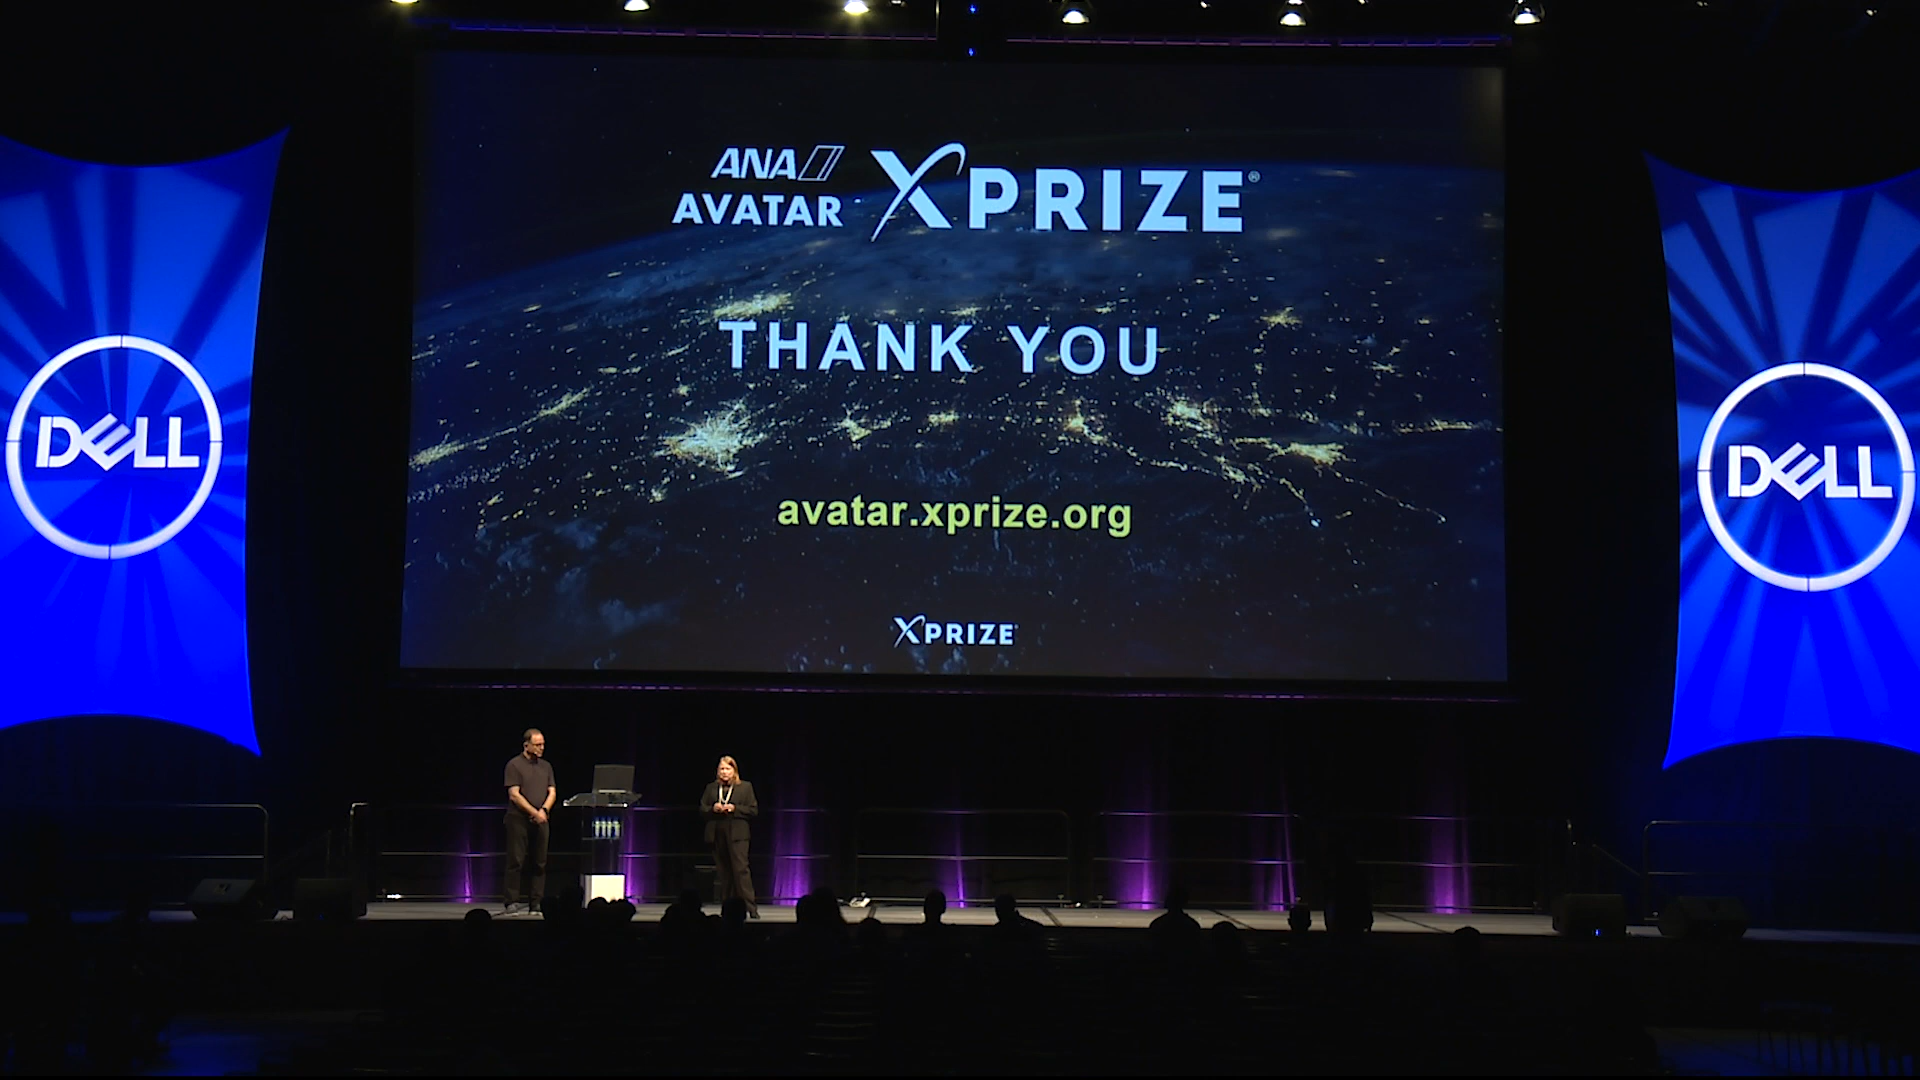 ANA
AVATAR XPRIZE®
THANK YOU
avatar.xprize.org
XPRIZE
DELL
DELL